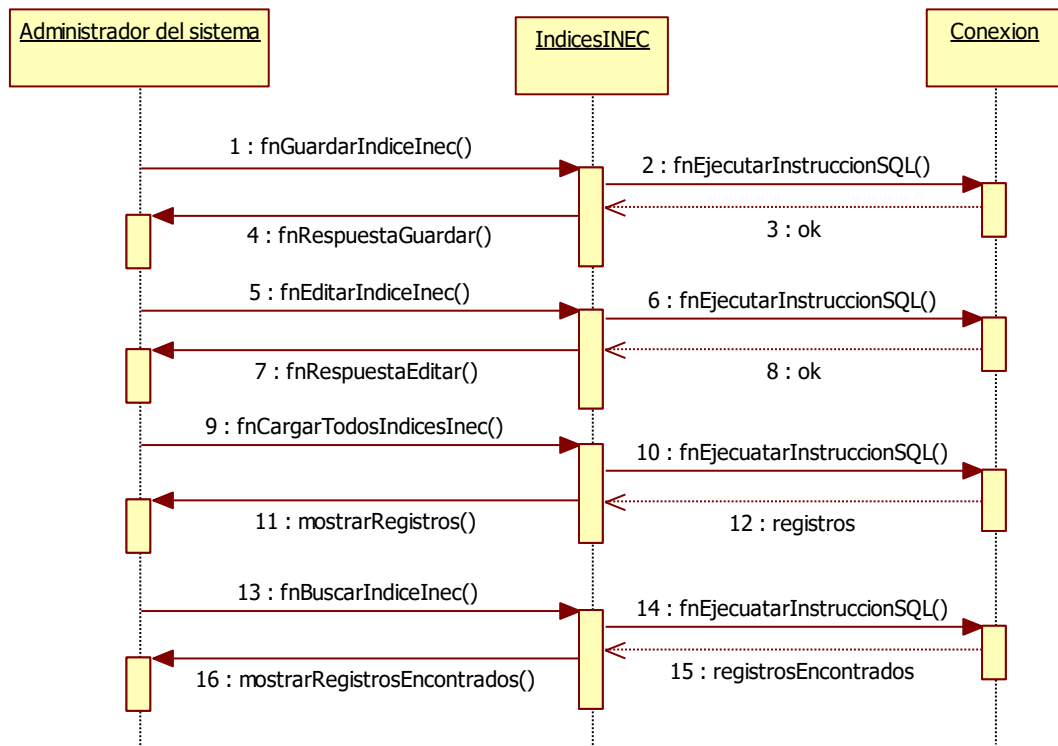 Administrador del sistema
IndicesINEC
Conexion
1 : fnGuardarIndiceInec()
2 : fnEjecutarInstruccionSQL()
3 : ok
4 : fnRespuestaGuardar()
5 : fnEditarIndiceInec()
6 : fnEjecutarInstruccionSQL()
7 : fnRespuestaEditar()
8 : ok
9 : fnCargarTodosIndicesInec()
10 : fnEjecuatarInstruccionSQL()
11 : mostrarRegistros()
12 : registros
13 : fnBuscarIndiceInec()
14 : fnEjecuatarInstruccionSQL()
15 : registrosEncontrados
16 : mostrarRegistrosEncontrados()